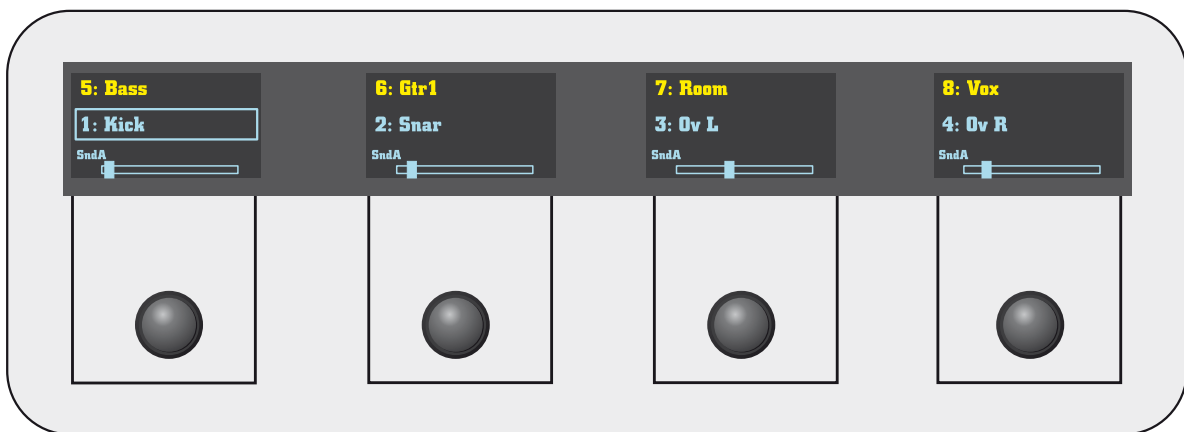 5: Bass
1: Kick
SndA
6: Gtr1
2: Snar
SndA
7: Room
3: Ov L
SndA
8: Vox
4: Ov R
SndA